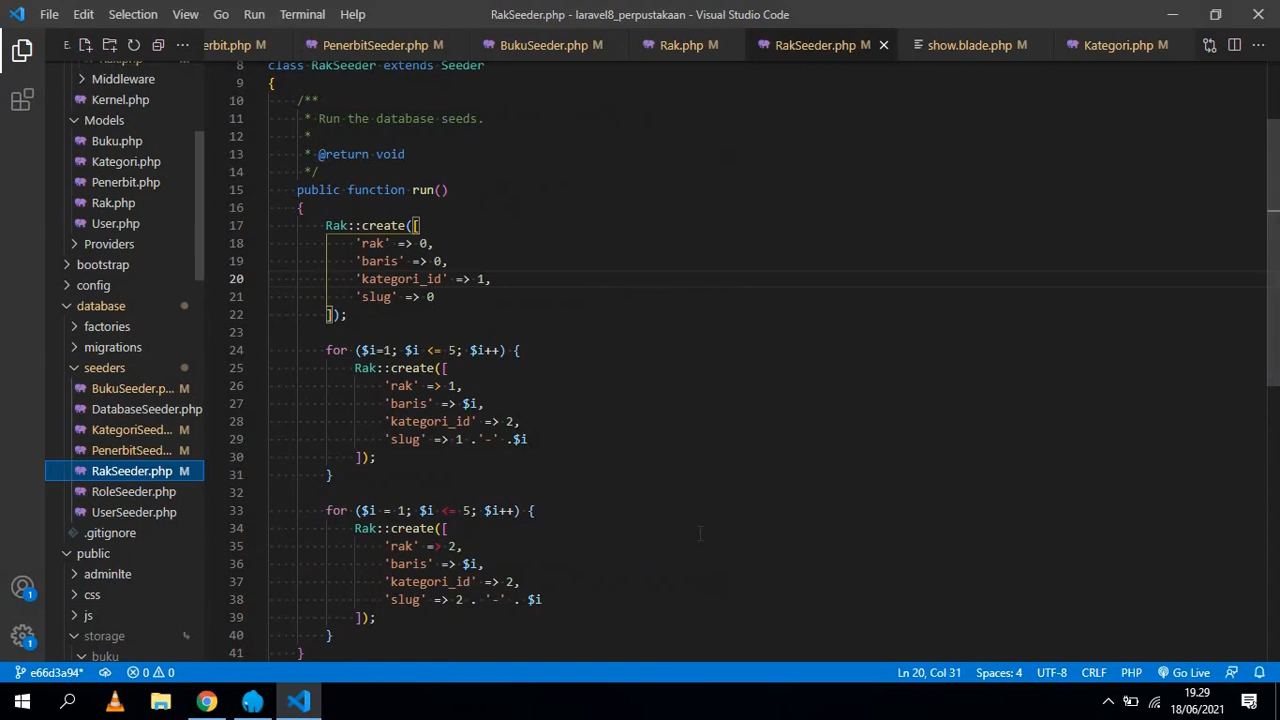 File Edit Selection View Go Run Terminal Help
RakSeeder.php - laravel8_perpustakaan - Visual Studio Code
E.
erbit.php M
PenerbitSeeder.php M
BukuSeeder.php M
Rak.php M
RakSeeder.php M
show.blade.php M
Kategori.php M
Middleware
Kernel.php
Models
Buku.php
Kategori.php
Penerbit.php
Rak.php
User.php
Providers
bootstrap
config
database
factories
migrations
seeders
BukuSeeder.p... M
DatabaseSeeder.php
KategoriSeed... M
PenerbitSeed... M
RakSeeder.php M
RoleSeeder.php
UserSeeder.php
.gitignore
public
adminlte
css
js
storage
buku
8 class RakSeeder extends Seeder
9 {
10 /**
11 * Run the database seeds.
12 *
13 * @return void
14 */
15 public function run()
16 {
17 Rak::create([
18 'rak' => 0,
19 'baris' => 0,
20 'kategori_id' => 1,
21 'slug' => 0
22 ]);
23
24 for ($i=1; $i <= 5; $i++) {
25 Rak::create([
26 'rak' => 1,
27 'baris' => $i,
28 'kategori_id' => 2,
29 'slug' => 1 .'-' .$i
30 ]);
31 }
32
33 for ($i = 1; $i <= 5; $i++) {
34 Rak::create([
35 'rak' => 2,
36 'baris' => $i,
37 'kategori_id' => 2,
38 'slug' => 2 . '-' . $i
39 ]);
40 }
41 }
1
1
e66d3a94* 0 0
Ln 20, Col 31 Spaces: 4 UTF-8 CRLF PHP Go Live
19.29
18/06/2021